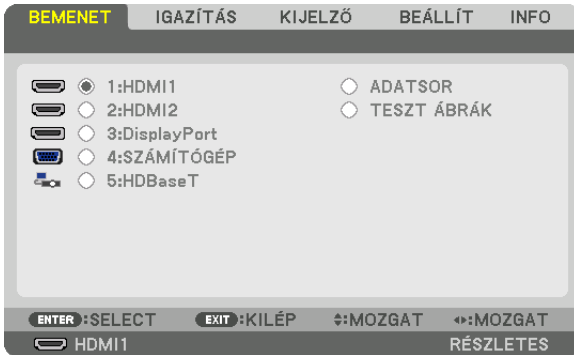 BEMENET IGAZÍTÁS KIJELZŐ BEÁLLÍT INFO
1:HDMI1 ADATSOR
2:HDMI2 TESZT ÁBRÁK
3:DisplayPort
4:SZÁMÍTÓGÉP
5:HDBaseT
ENTER:SELECT EXIT:KILÉP :MOZGAT :MOZGAT
HDMI1 RÉSZLETES